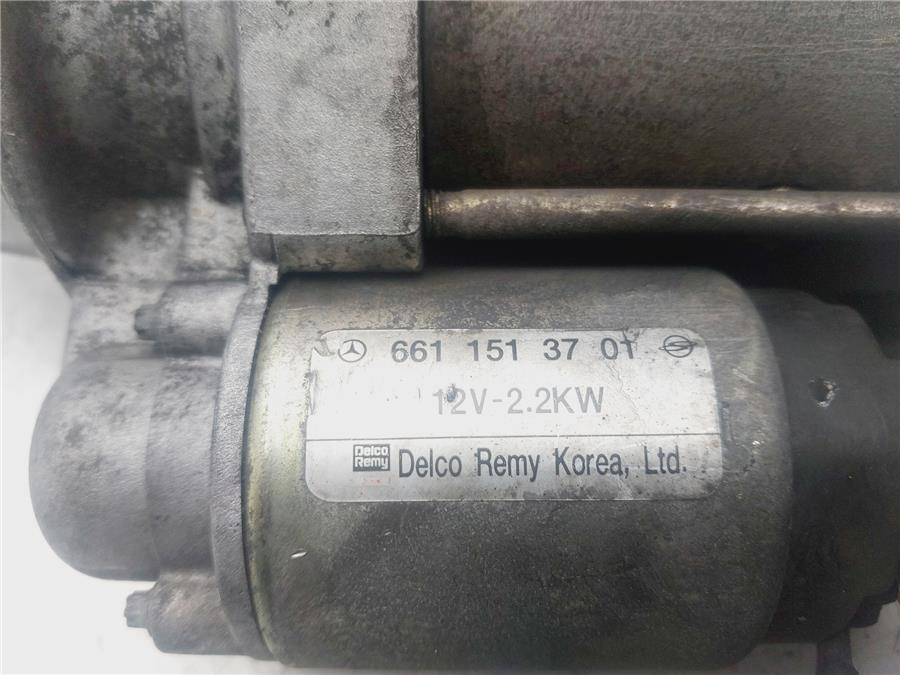 661 151 37 01
12V-2.2KW
Delco Remy
Delco Remy Korea, Ltd.